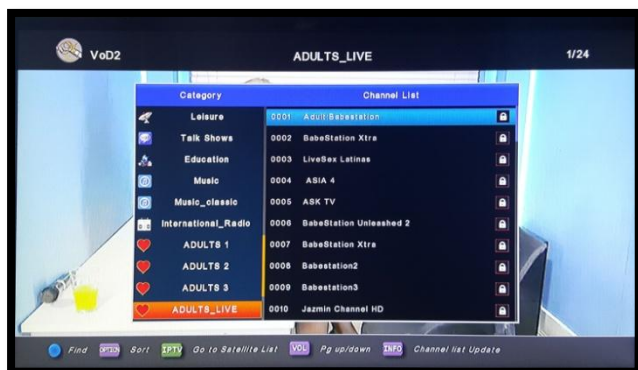 VoD2 ADULTS_LIVE 1/24
Category Channel List
Leisure 0001 Adult:Babestation
Talk Shows 0002 BabeStation Xtra
Education 0003 LiveSex Latinas
Music 0004 ASIA 4
Music_classic 0005 ASK TV
International_Radio 0006 BabeStation Unleashed 2
ADULTS 1 0007 BabeStation Xtra
ADULTS 2 0008 Babestation2
ADULTS 3 0009 Babestation3
ADULTS_LIVE 0010 Jazmin Channel HD
Find OPTION Sort IPTV Go to Satellite List VOL Pg up/down INFO Channel list Update